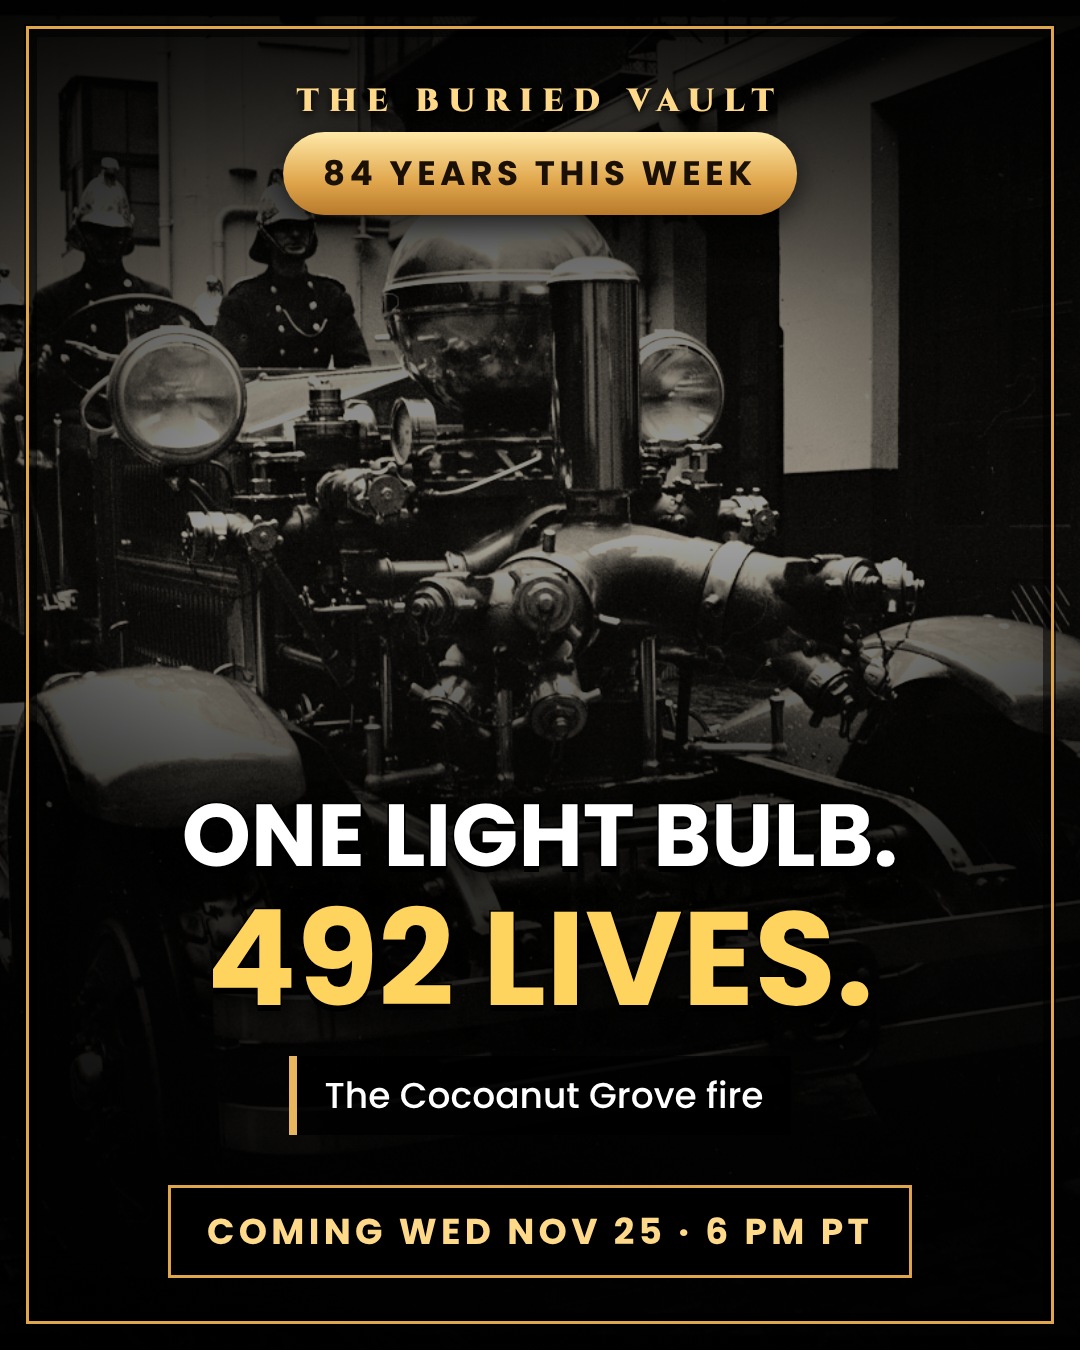 THE BURIED VAULT
84 YEARS THIS WEEK
ONE LIGHT BULB.
492 LIVES.
The Cocoanut Grove fire
COMING WED NOV 25 · 6 PM PT